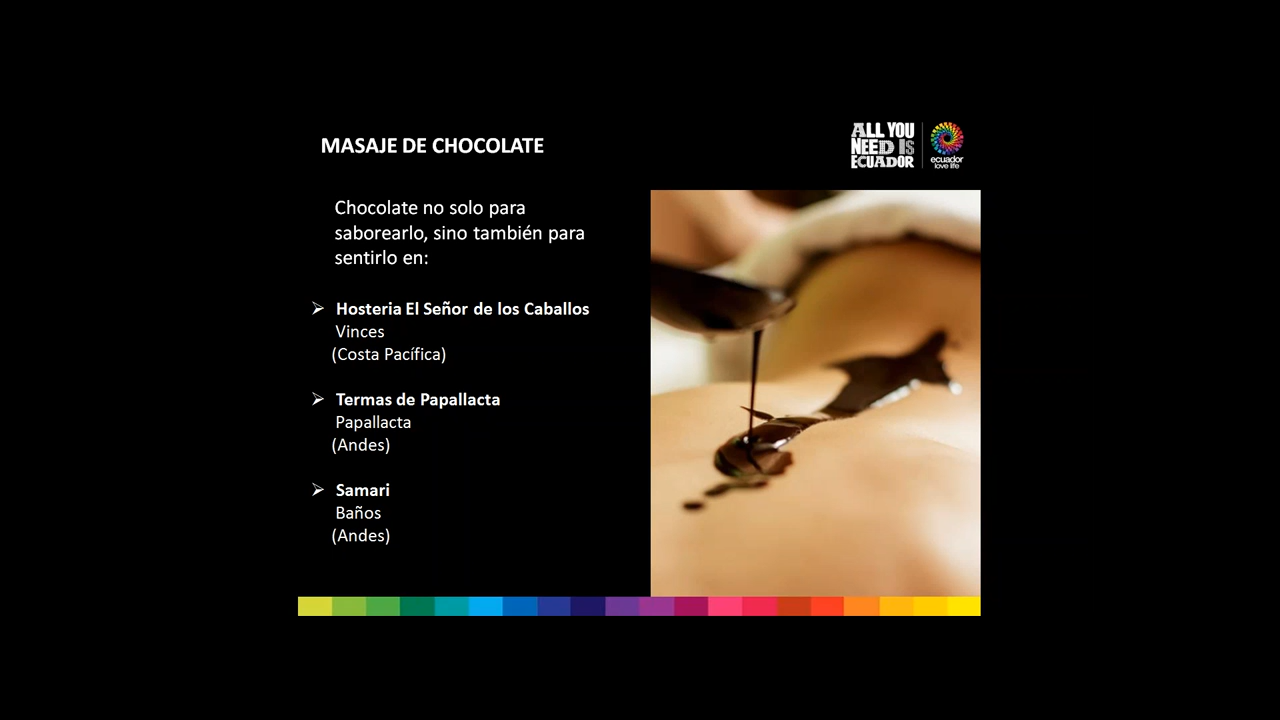 MASAJE DE CHOCOLATE
ALL YOU
NEED IS
ECUADOR
ecuador
love life
Chocolate no solo para
saborearlo, sino también para
sentirlo en:
Hosteria El Señor de los Caballos
Vinces
(Costa Pacífica)
Termas de Papallacta
Papallacta
(Andes)
Samari
Baños
(Andes)